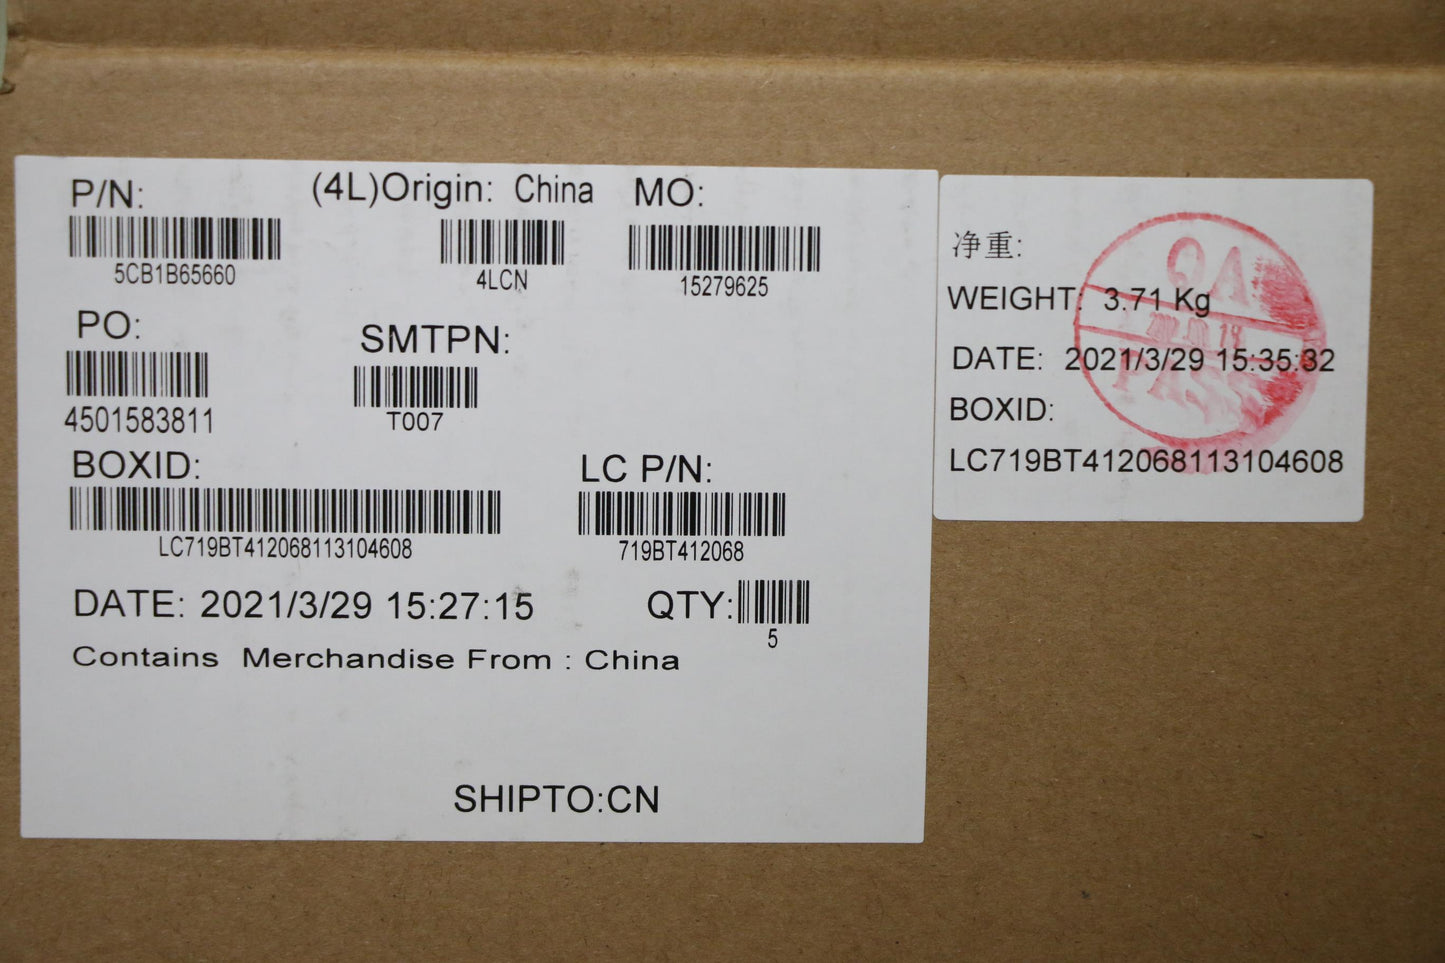 P/N: (4L)Origin: China MO:
5CB1B65660 4LCN 15279625
PO: SMTPN:
4501583811 T007
BOXID: LC P/N:
LC719BT412068113104608 719BT412068
DATE: 2021/3/29 15:27:15 QTY:
5
Contains Merchandise From : China
SHIPTO:CN
净重:
WEIGHT: 3.71 Kg
DATE: 2021/3/29 15:35:32
BOXID:
LC719BT412068113104608
QA
PASS